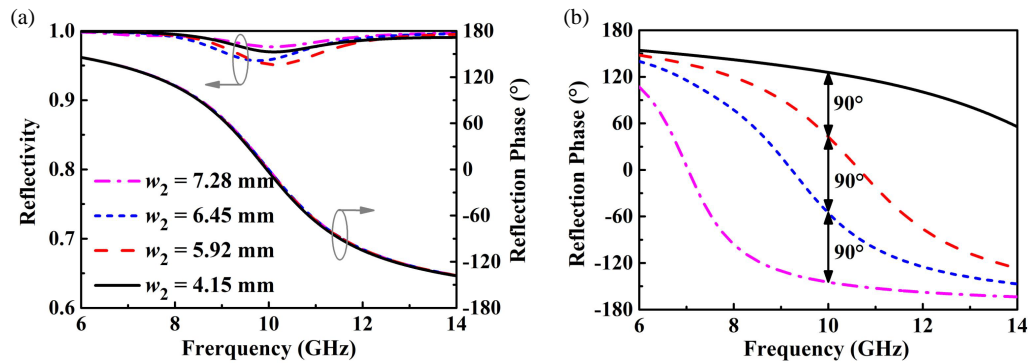 (a)
1.0
0.9
0.8
0.7
0.6
Reflectivity
180
120
60
0
-60
-120
-180
Reflection Phase (°)
w2 = 7.28 mm
w2 = 6.45 mm
w2 = 5.92 mm
w2 = 4.15 mm
6 8 10 12 14
Frerquency (GHz)
(b)
180
120
60
0
-60
-120
-180
Reflection Phase (°)
90°
90°
90°
6 8 10 12 14
Frequency (GHz)